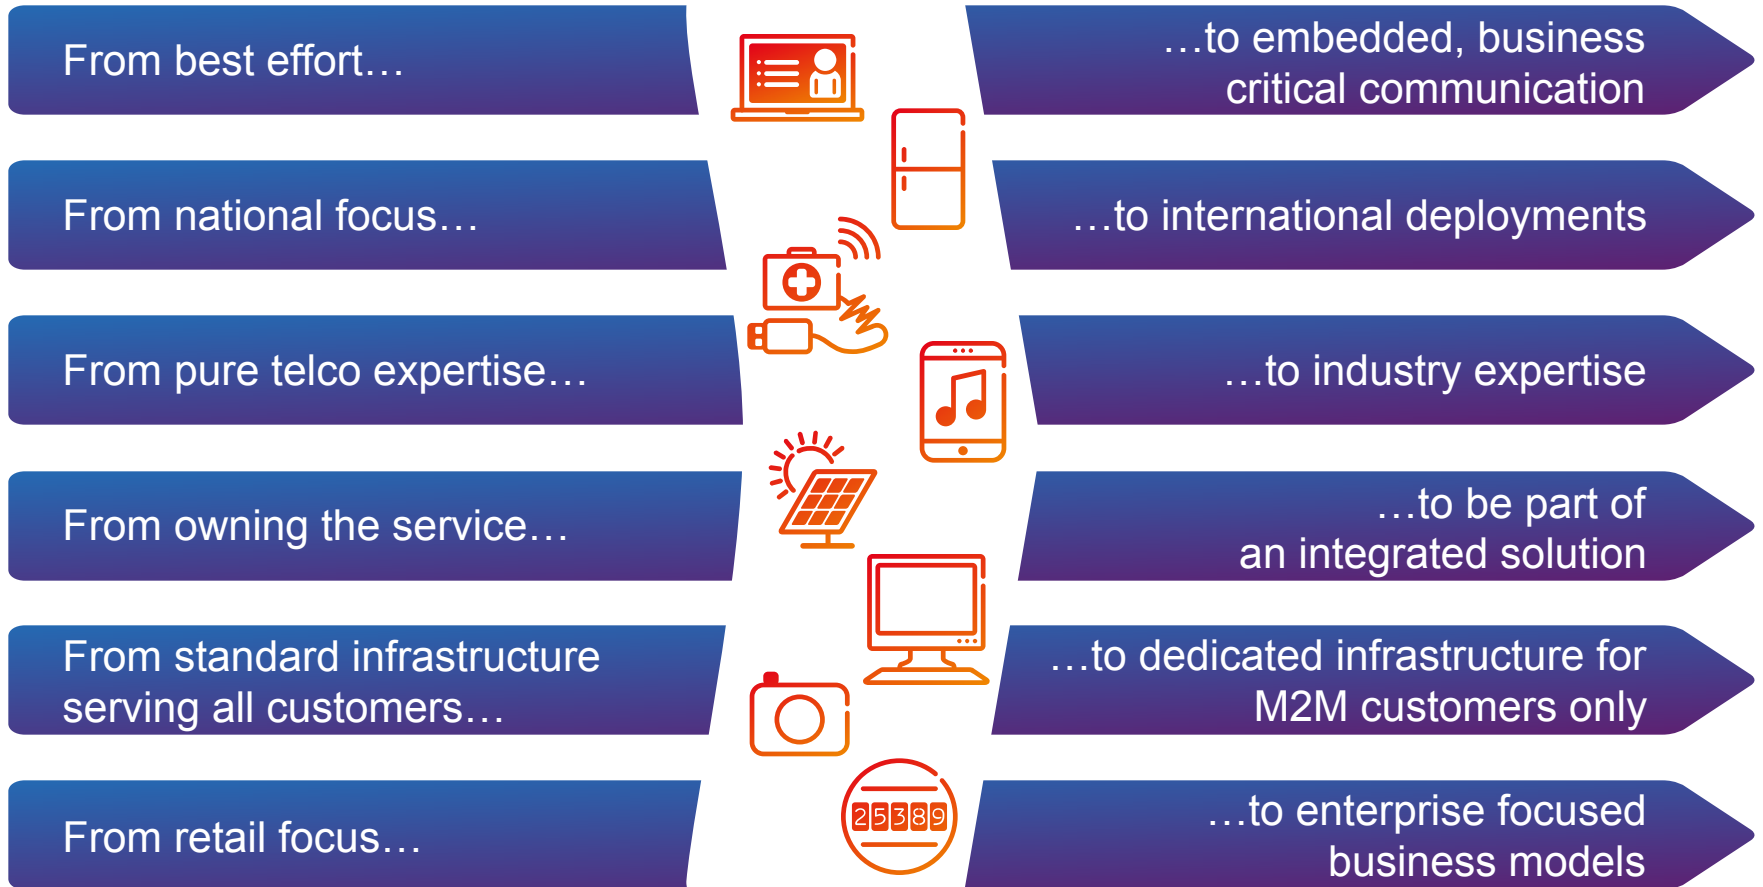 From best effort…
…to embedded, business
critical communication
From national focus…
…to international deployments
From pure telco expertise…
…to industry expertise
From owning the service…
…to be part of
an integrated solution
From standard infrastructure
serving all customers…
…to dedicated infrastructure for
M2M customers only
25389
From retail focus…
…to enterprise focused
business models